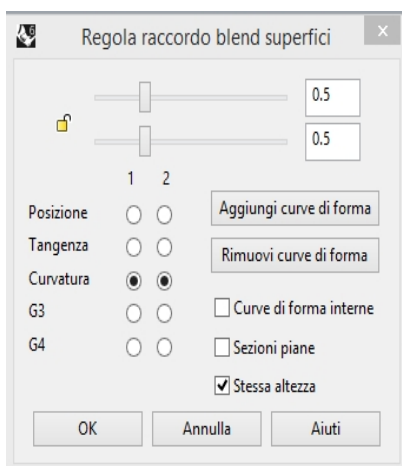 Regola raccordo blend superfici
0.5
0.5
1 2
Posizione
Tangenza
Curvatura
G3
G4
Aggiungi curve di forma
Rimuovi curve di forma
Curve di forma interne
Sezioni piane
Stessa altezza
OK Annulla Aiuti